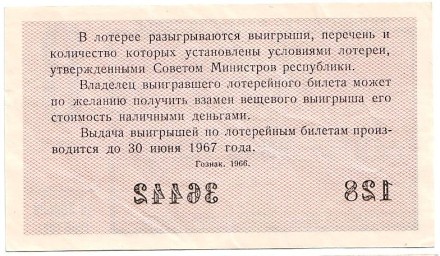 В лотерее разыгрываются выигрыши, перечень и
количество которых установлены условиями лотереи,
утвержденными Советом Министров республики.
Владелец выигравшего лотерейного билета может
по желанию получить взамен вещевого выигрыша его
стоимость наличными деньгами.
Выдача выигрышей по лотерейным билетам произ-
водится до 30 июня 1967 года.
Гознак. 1966.
36442 128